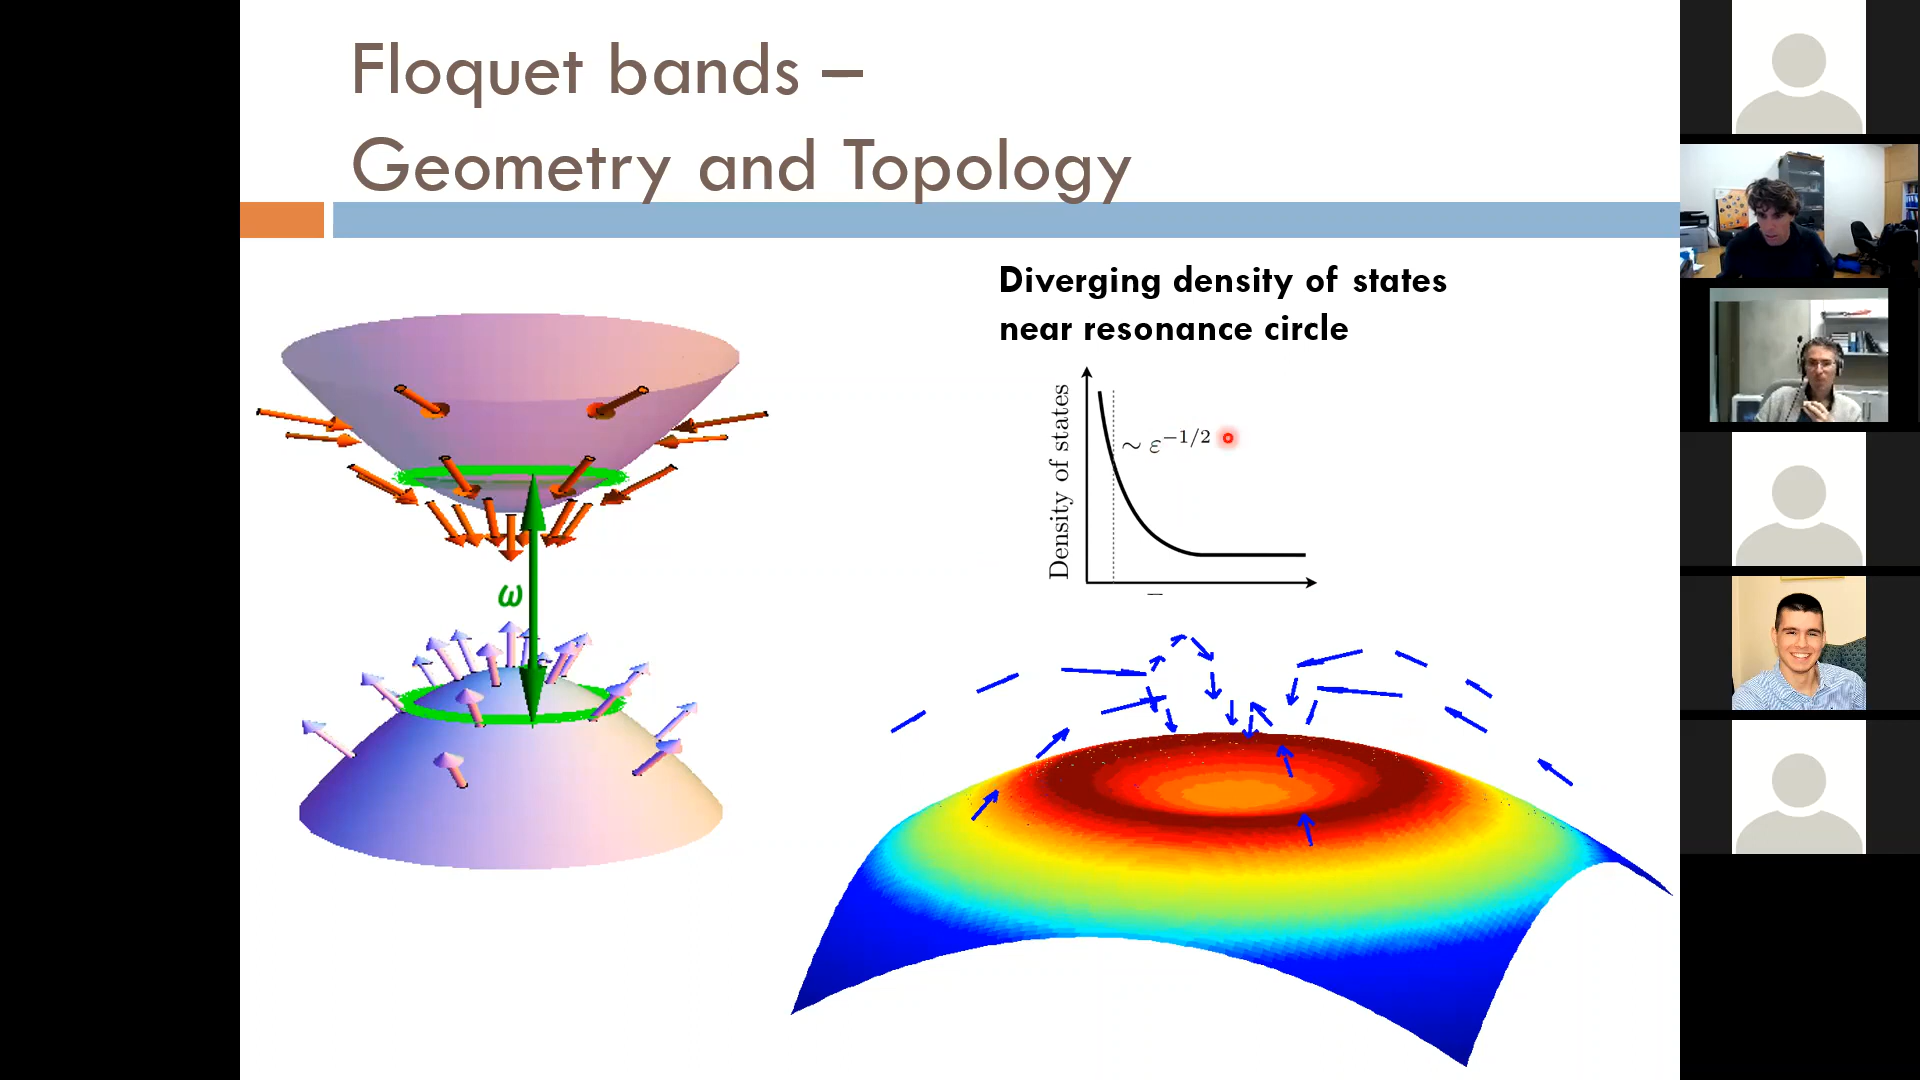 Floquet bands –
Geometry and Topology
Diverging density of states
near resonance circle
Density of states
~ ε^{-1/2}
ω